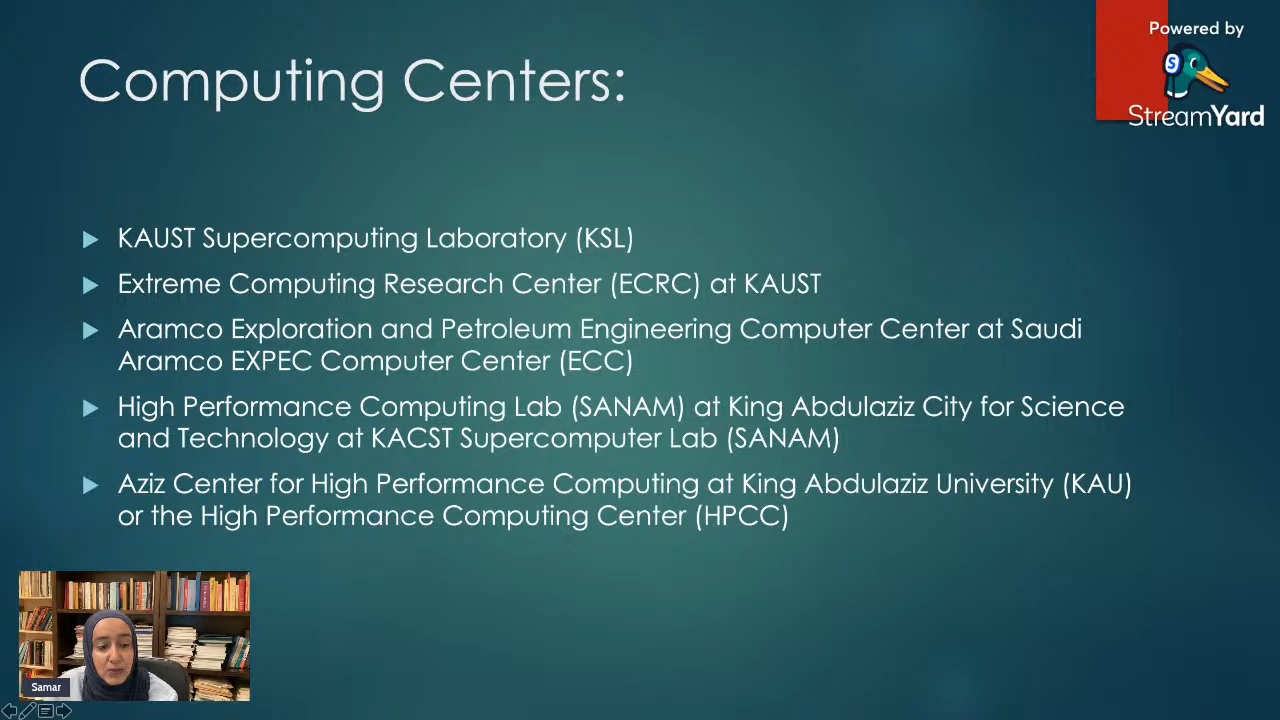 Powered by
StreamYard
Computing Centers:
KAUST Supercomputing Laboratory (KSL)
Extreme Computing Research Center (ECRC) at KAUST
Aramco Exploration and Petroleum Engineering Computer Center at Saudi
Aramco EXPEC Computer Center (ECC)
High Performance Computing Lab (SANAM) at King Abdulaziz City for Science
and Technology at KACST Supercomputer Lab (SANAM)
Aziz Center for High Performance Computing at King Abdulaziz University (KAU)
or the High Performance Computing Center (HPCC)
Samar